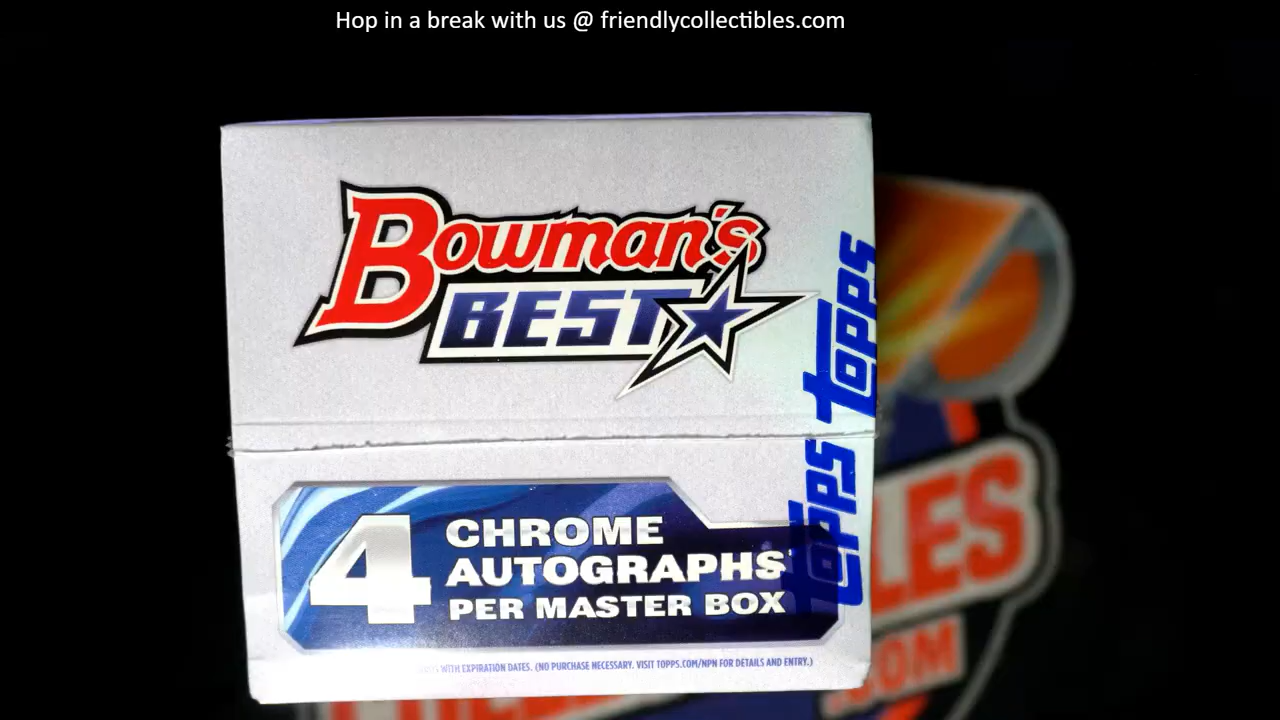 Hop in a break with us @ friendlycollectibles.com
Bowman's
BEST
topps
topps
4
CHROME
AUTOGRAPHS
PER MASTER BOX
WITH EXPIRATION DATES. (NO PURCHASE NECESSARY. VISIT TOPPS.COM/NPN FOR DETAILS AND ENTRY.)
LES
.COM